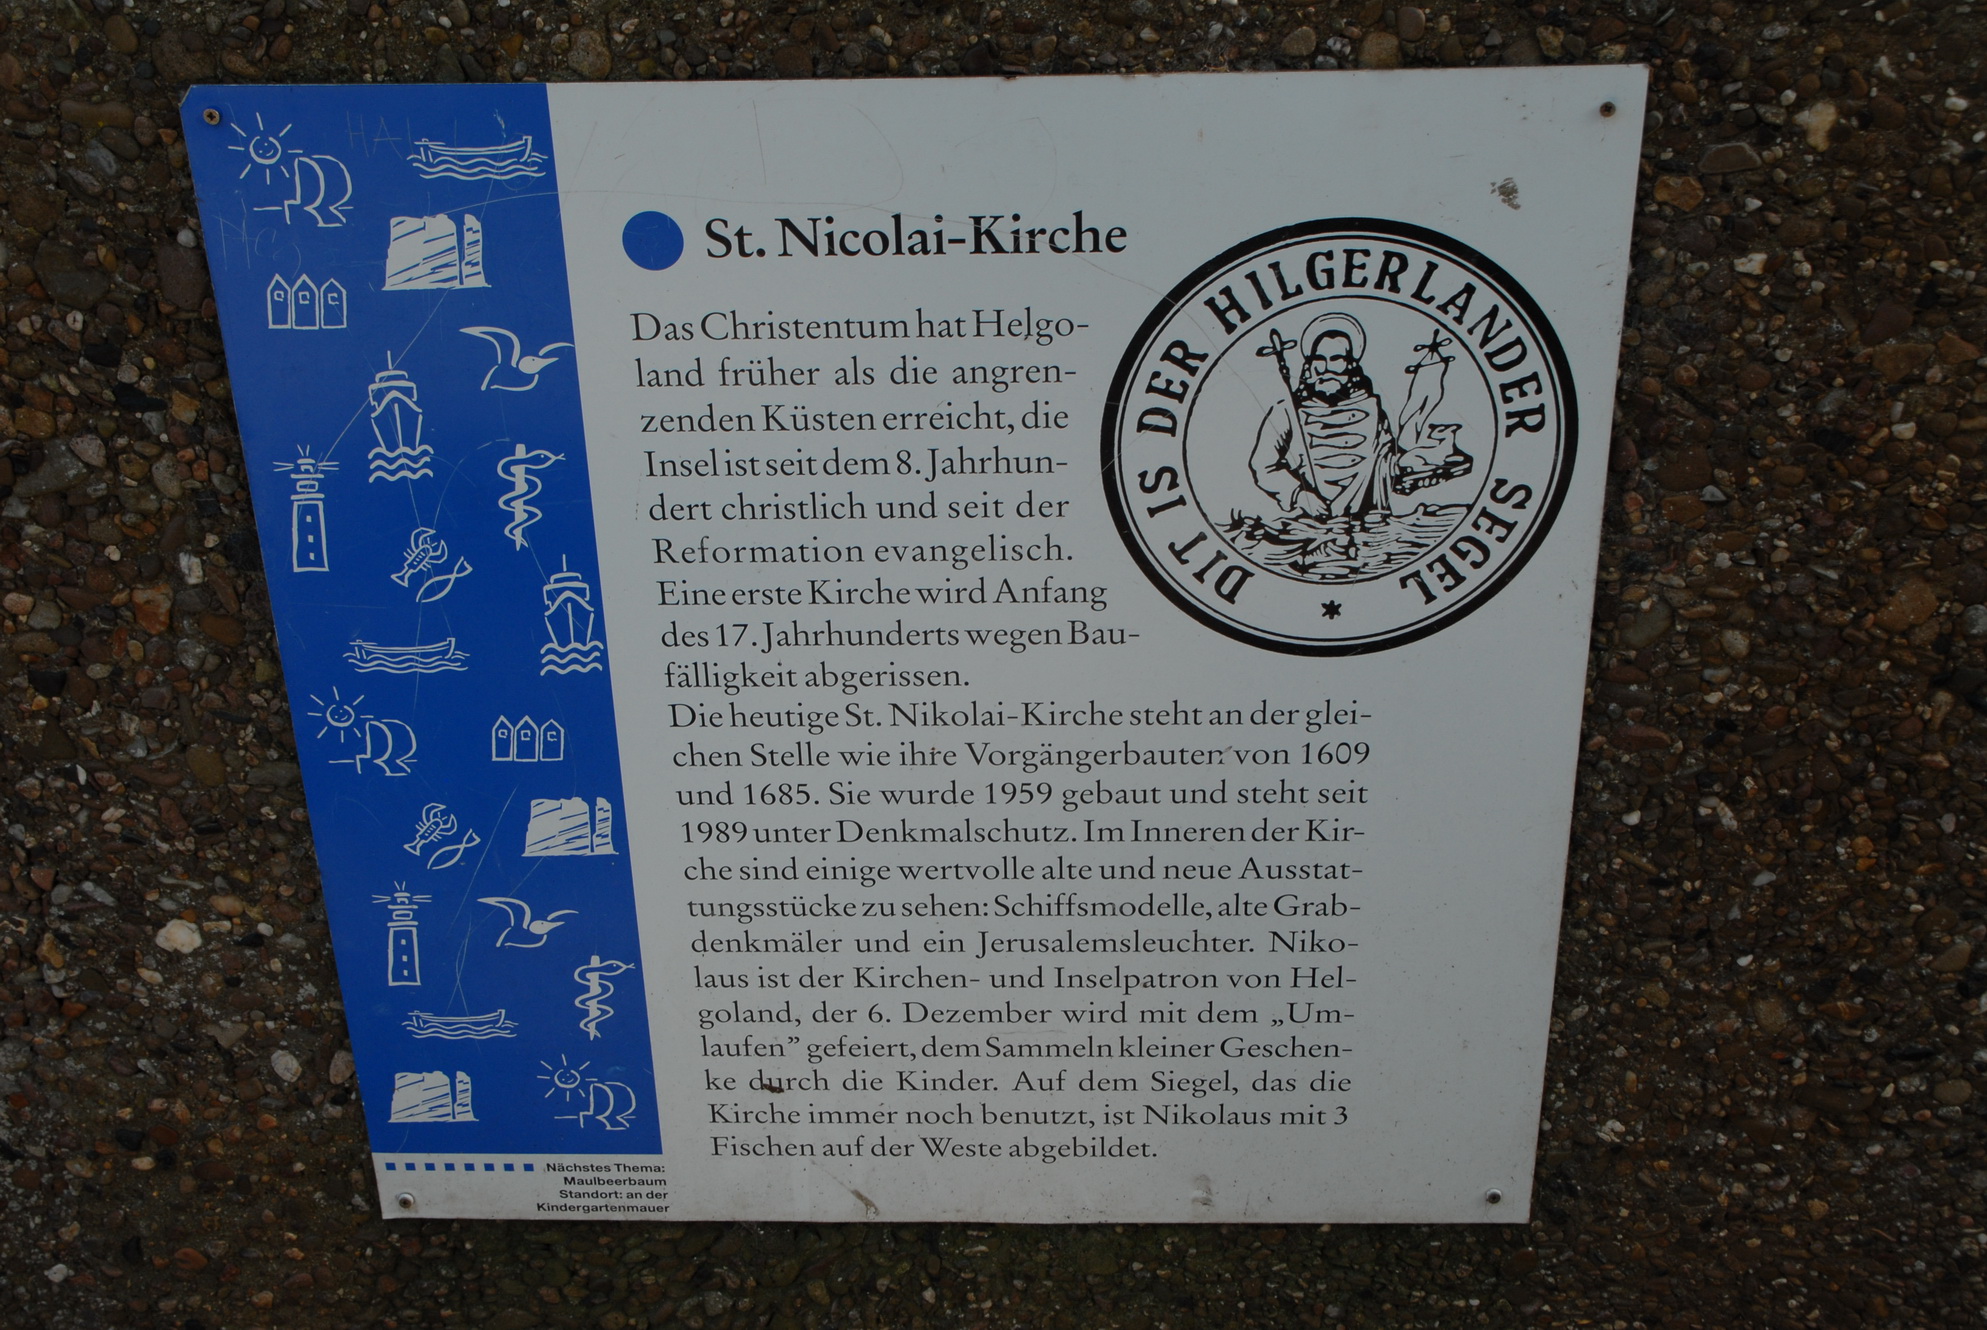 St. Nicolai-Kirche
DIT IS DER HILGERLANDER SEGEL
Das Christentum hat Helgo-
land früher als die angren-
zenden Küsten erreicht, die
Insel ist seit dem 8. Jahrhun-
dert christlich und seit der
Reformation evangelisch.
Eine erste Kirche wird Anfang
des 17. Jahrhunderts wegen Bau-
fälligkeit abgerissen.
Die heutige St. Nikolai-Kirche steht an der glei-
chen Stelle wie ihre Vorgängerbauten von 1609
und 1685. Sie wurde 1959 gebaut und steht seit
1989 unter Denkmalschutz. Im Inneren der Kir-
che sind einige wertvolle alte und neue Ausstat-
tungsstücke zu sehen: Schiffsmodelle, alte Grab-
denkmäler und ein Jerusalemsleuchter. Niko-
laus ist der Kirchen- und Inselpatron von Hel-
goland, der 6. Dezember wird mit dem „Um-
laufen” gefeiert, dem Sammeln kleiner Geschen-
ke durch die Kinder. Auf dem Siegel, das die
Kirche immer noch benutzt, ist Nikolaus mit 3
Fischen auf der Weste abgebildet.
Nächstes Thema:
Maulbeerbaum
Standort: an der
Kindergartenmauer